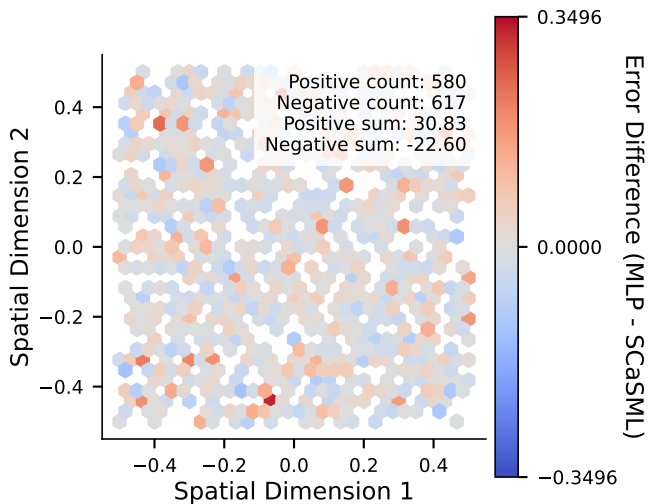 Positive count: 580
Negative count: 617
Positive sum: 30.83
Negative sum: -22.60
0.4
0.2
0.0
−0.2
−0.4
Spatial Dimension 2
−0.4
−0.2
0.0
0.2
0.4
Spatial Dimension 1
0.3496
0.0000
−0.3496
Error Difference (MLP - SCaSML)